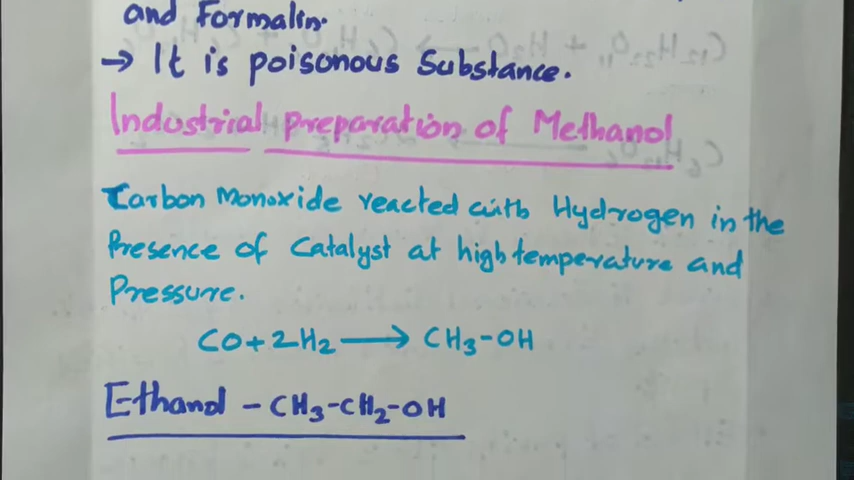 and Formalin.
→ It is poisonous Substance.
Industrial preparation of Methanol
Carbon Monoxide reacted with Hydrogen in the
Presence of Catalyst at high temperature and
Pressure.
CO+2H₂ ⟶ CH₃-OH
Ethanol - CH₃-CH₂-OH